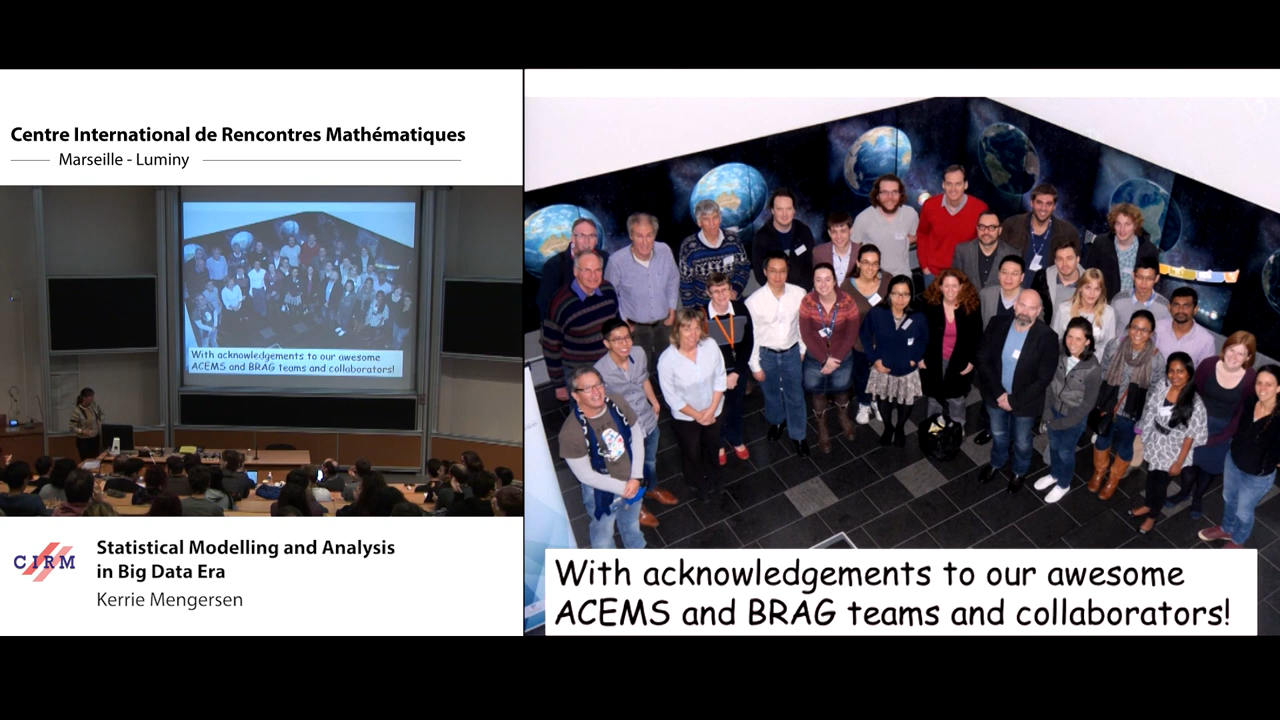 Centre International de Rencontres Mathématiques
Marseille - Luminy
With acknowledgements to our awesome
ACEMS and BRAG teams and collaborators!
CIRM
Statistical Modelling and Analysis
in Big Data Era
Kerrie Mengersen
With acknowledgements to our awesome
ACEMS and BRAG teams and collaborators!